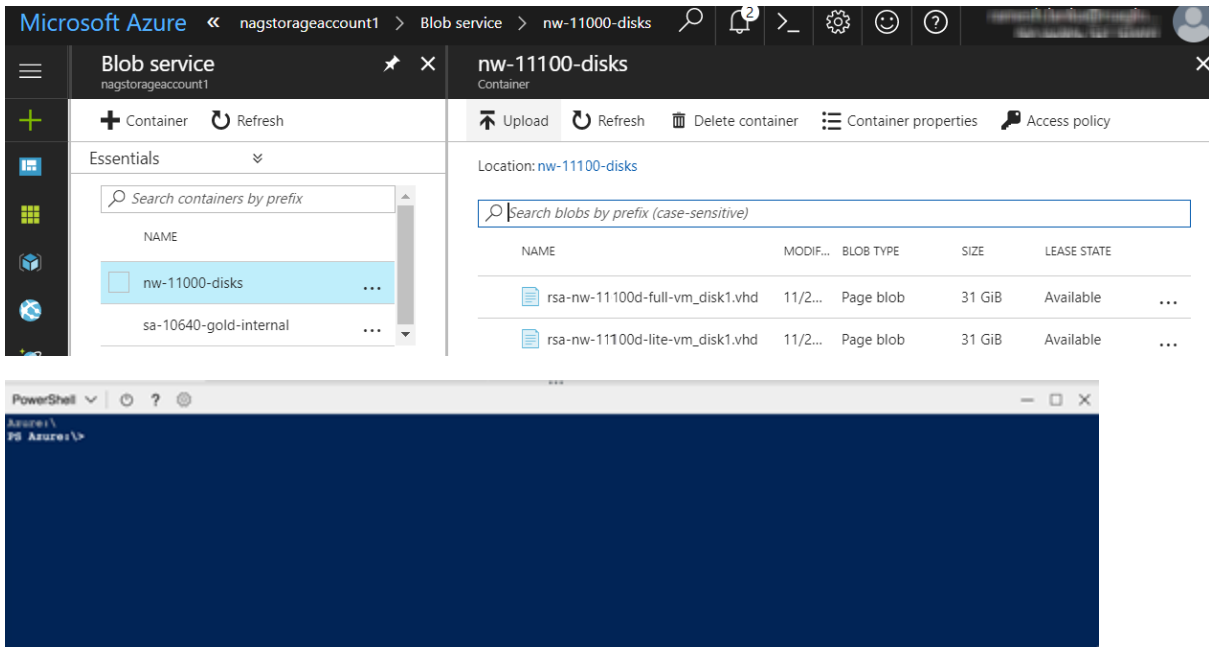 Microsoft Azure « nagstorageaccount1 > Blob service > nw-11000-disks 2 >_ ?
Blob service
nagstorageaccount1
Container Refresh
Essentials
Search containers by prefix
NAME
nw-11000-disks ...
sa-10640-gold-internal ...
nw-11100-disks
Container
Upload Refresh Delete container Container properties Access policy
Location: nw-11100-disks
Search blobs by prefix (case-sensitive)
NAME MODIF... BLOB TYPE SIZE LEASE STATE
rsa-nw-11100d-full-vm_disk1.vhd 11/2... Page blob 31 GiB Available ...
rsa-nw-11100d-lite-vm_disk1.vhd 11/2... Page blob 31 GiB Available ...
PowerShell ?
Azure:\
PS Azure:\>